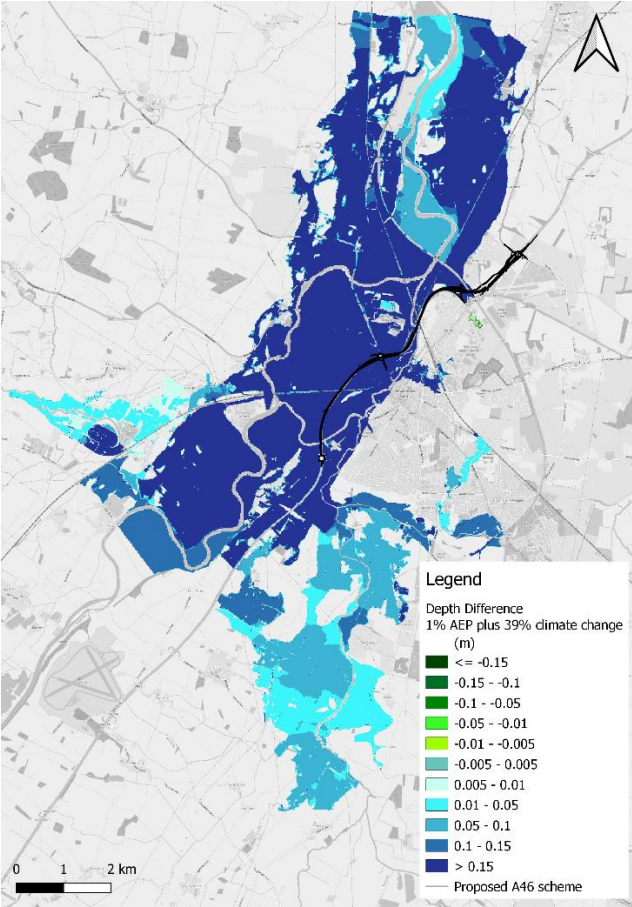 Legend
Depth Difference
1% AEP plus 39% climate change
(m)
<= -0.15
-0.15 - -0.1
-0.1 - -0.05
-0.05 - -0.01
-0.01 - -0.005
-0.005 - 0.005
0.005 - 0.01
0.01 - 0.05
0.05 - 0.1
0.1 - 0.15
> 0.15
Proposed A46 scheme
0 1 2 km